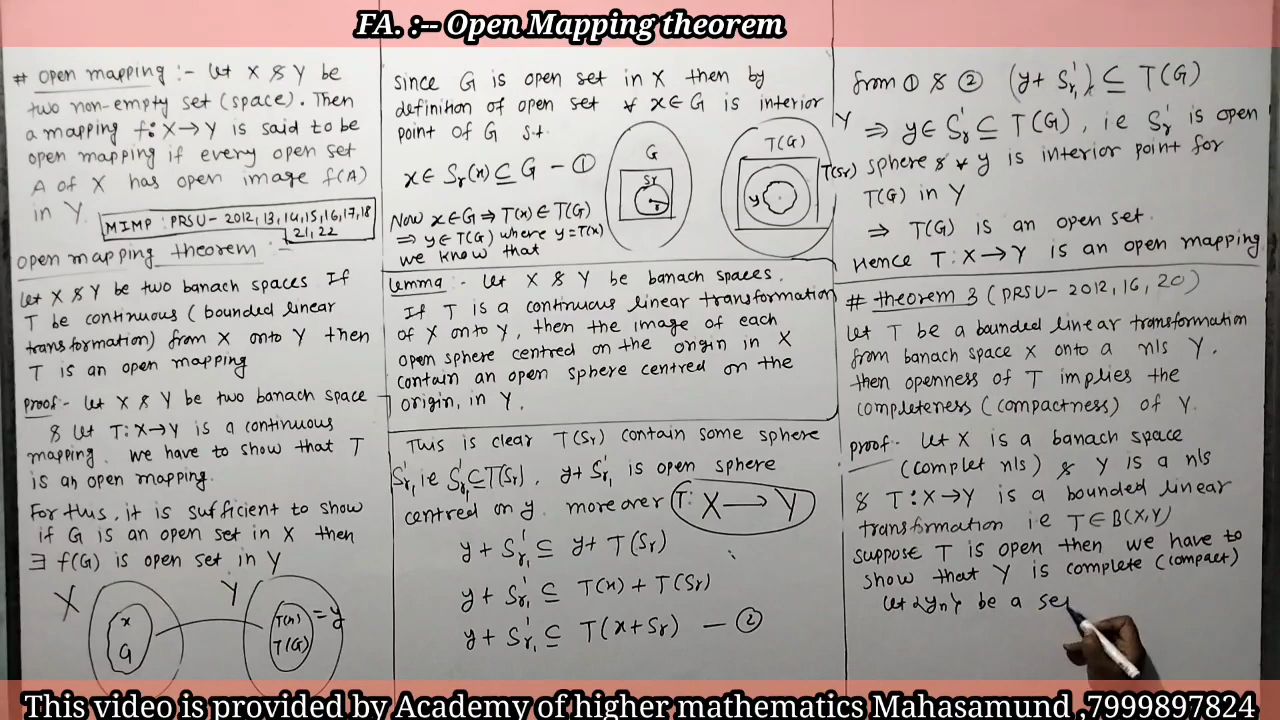 FA. :-- Open Mapping theorem
# Open mapping :- let X & Y be
two non-empty set (space). Then
a mapping f: X→Y is said to be
open mapping if every open set
A of X has open image f(A)
in Y.
MIMP : PRSU - 2012, 13, 14, 15, 16, 17, 18
21, 22
open mapping theorem :-
Let X & Y be two banach spaces If
T be continuous (bounded linear
transformation) from X onto Y then
T is an open mapping
proof - let X & Y be two banach space
& let T: X→Y is a continuous
mapping. we have to show that T
is an open mapping.
For this, it is sufficient to show
if G is an open set in X then
∃ f(G) is open set in Y
X
Y
x
G
T(x)
T(G)
= y
Since G is open set in X then by
definition of open set ∀ x∈G is interior
point of G s.t.
x∈ Sr(x) ⊆ G - ①
Now x∈G ⇒ T(x) ∈ T(G)
⇒ y∈T(G) where y=T(x)
we know that
G
Sr
Y
T(G)
T(Sr)
y
Lemma :- let X & Y be banach spaces.
If T is a continuous linear transformation
of X onto Y, then the image of each
open sphere centred on the origin in X
contain an open sphere centred on the
origin, in Y.
This is clear T(Sr) contain some sphere
S'r₁ ie S'r₁ ⊆ T(Sr). y+ S'r₁ is open sphere
centred on y. moreover T: X → Y
y + S'r₁ ⊆ y + T(Sr)
y + S'r₁ ⊆ T(x) + T(Sr)
y + S'r₁ ⊆ T(x+Sr) — ②
from ① & ② (y + S'r₁) ⊆ T(G)
⇒ y∈ S'r ⊆ T(G), ie S'r is open
sphere & ∀ y is interior point for
T(G) in Y
⇒ T(G) is an open set.
Hence T: X→Y is an open mapping.
# theorem 3 (PRSU- 2012, 16, 20)
let T be a bounded linear transformation
from banach space X onto a nls Y.
then openness of T implies the
completeness (compactness) of Y.
proof - let X is a banach space
(complet nls) & Y is a nls
& T: X→Y is a bounded linear
transformation ie T∈B(X,Y)
suppose T is open then we have to
show that Y is complete (compact)
let {yn} be a se
This video is provided by Academy of higher mathematics Mahasamund ,7999897824